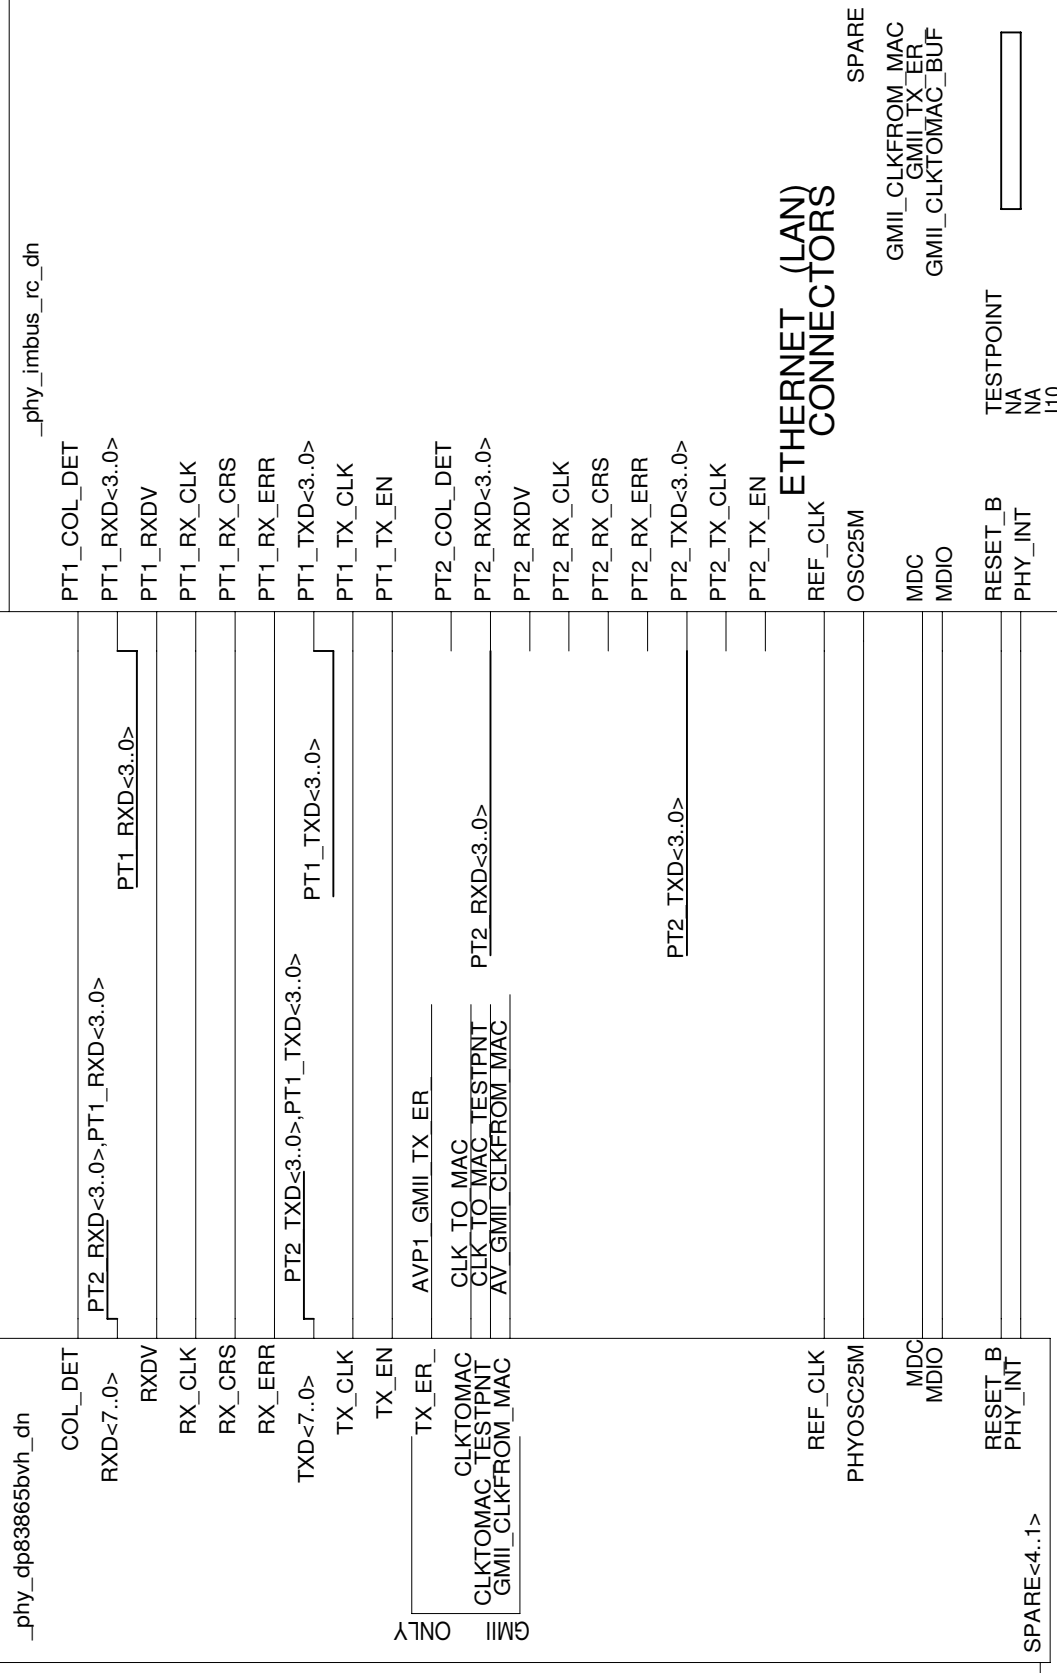 _phy_dp83865bvh_dn
COL_DET
RXD<7..0>
RXDV
RX_CLK
RX_CRS
RX_ERR
TXD<7..0>
TX_CLK
TX_EN
TX_ER_
CLKTOMAC
CLKTOMAC_TESTPNT
GMII_CLKFROM_MAC
GMII
ONLY
REF_CLK
PHYOSC25M
MDC
MDIO
RESET_B
PHY_INT
SPARE<4..1>
PT2_RXD<3..0>,PT1_RXD<3..0>
PT2_TXD<3..0>,PT1_TXD<3..0>
AVP1_GMII_TX_ER_
CLK_TO_MAC
CLK_TO_MAC_TESTPNT
AV_GMII_CLKFROM_MAC
PT1_RXD<3..0>
PT1_TXD<3..0>
PT2_RXD<3..0>
PT2_TXD<3..0>
_phy_imbus_rc_dn
PT1_COL_DET
PT1_RXD<3..0>
PT1_RXDV
PT1_RX_CLK
PT1_RX_CRS
PT1_RX_ERR
PT1_TXD<3..0>
PT1_TX_CLK
PT1_TX_EN
PT2_COL_DET
PT2_RXD<3..0>
PT2_RXDV
PT2_RX_CLK
PT2_RX_CRS
PT2_RX_ERR
PT2_TXD<3..0>
PT2_TX_CLK
PT2_TX_EN
ETHERNET (LAN)
CONNECTORS
REF_CLK
OSC25M
MDC
MDIO
RESET_B
PHY_INT
SPARE
GMII_CLKFROM_MAC
GMII_TX_ER_
GMII_CLKTOMAC_BUF
TESTPOINT
NA
NA